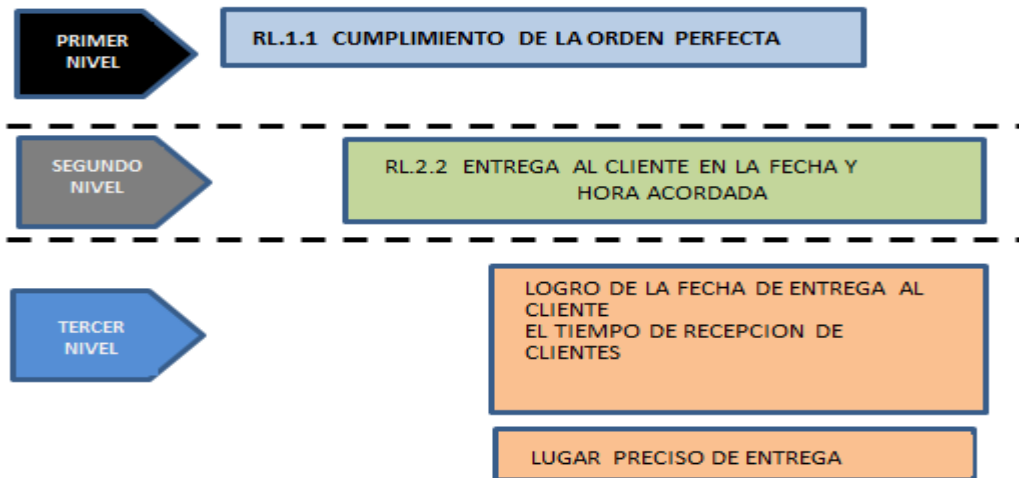 PRIMER
NIVEL
RL.1.1 CUMPLIMIENTO DE LA ORDEN PERFECTA
SEGUNDO
NIVEL
RL.2.2 ENTREGA AL CLIENTE EN LA FECHA Y
HORA ACORDADA
TERCER
NIVEL
LOGRO DE LA FECHA DE ENTREGA AL
CLIENTE
EL TIEMPO DE RECEPCION DE
CLIENTES
LUGAR PRECISO DE ENTREGA